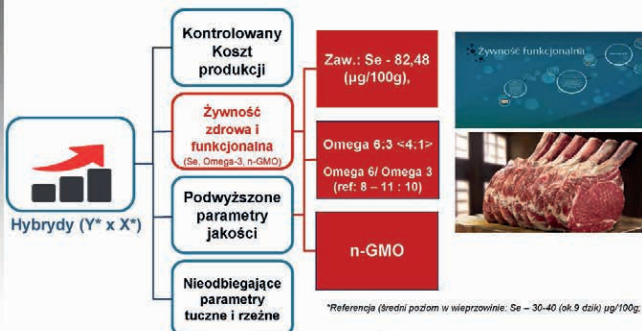 Kontrolowany
Koszt
produkcji
Żywność
zdrowa i
funkcjonalna
(Se, Omega-3, n-GMO)
Hybrydy (Y* x X*)
Podwyższone
parametry
jakości
Nieodbiegające
parametry
tuczne i rzeźne
Zaw.: Se - 82,48
(µg/100g),
Omega 6:3 <4:1>
Omega 6/ Omega 3
(ref: 8 – 11 : 10)
n-GMO
Żywność funkcjonalna
*Referencja (średni poziom w wieprzowinie: Se – 30-40 (ok.9 dzik) µg/100g;